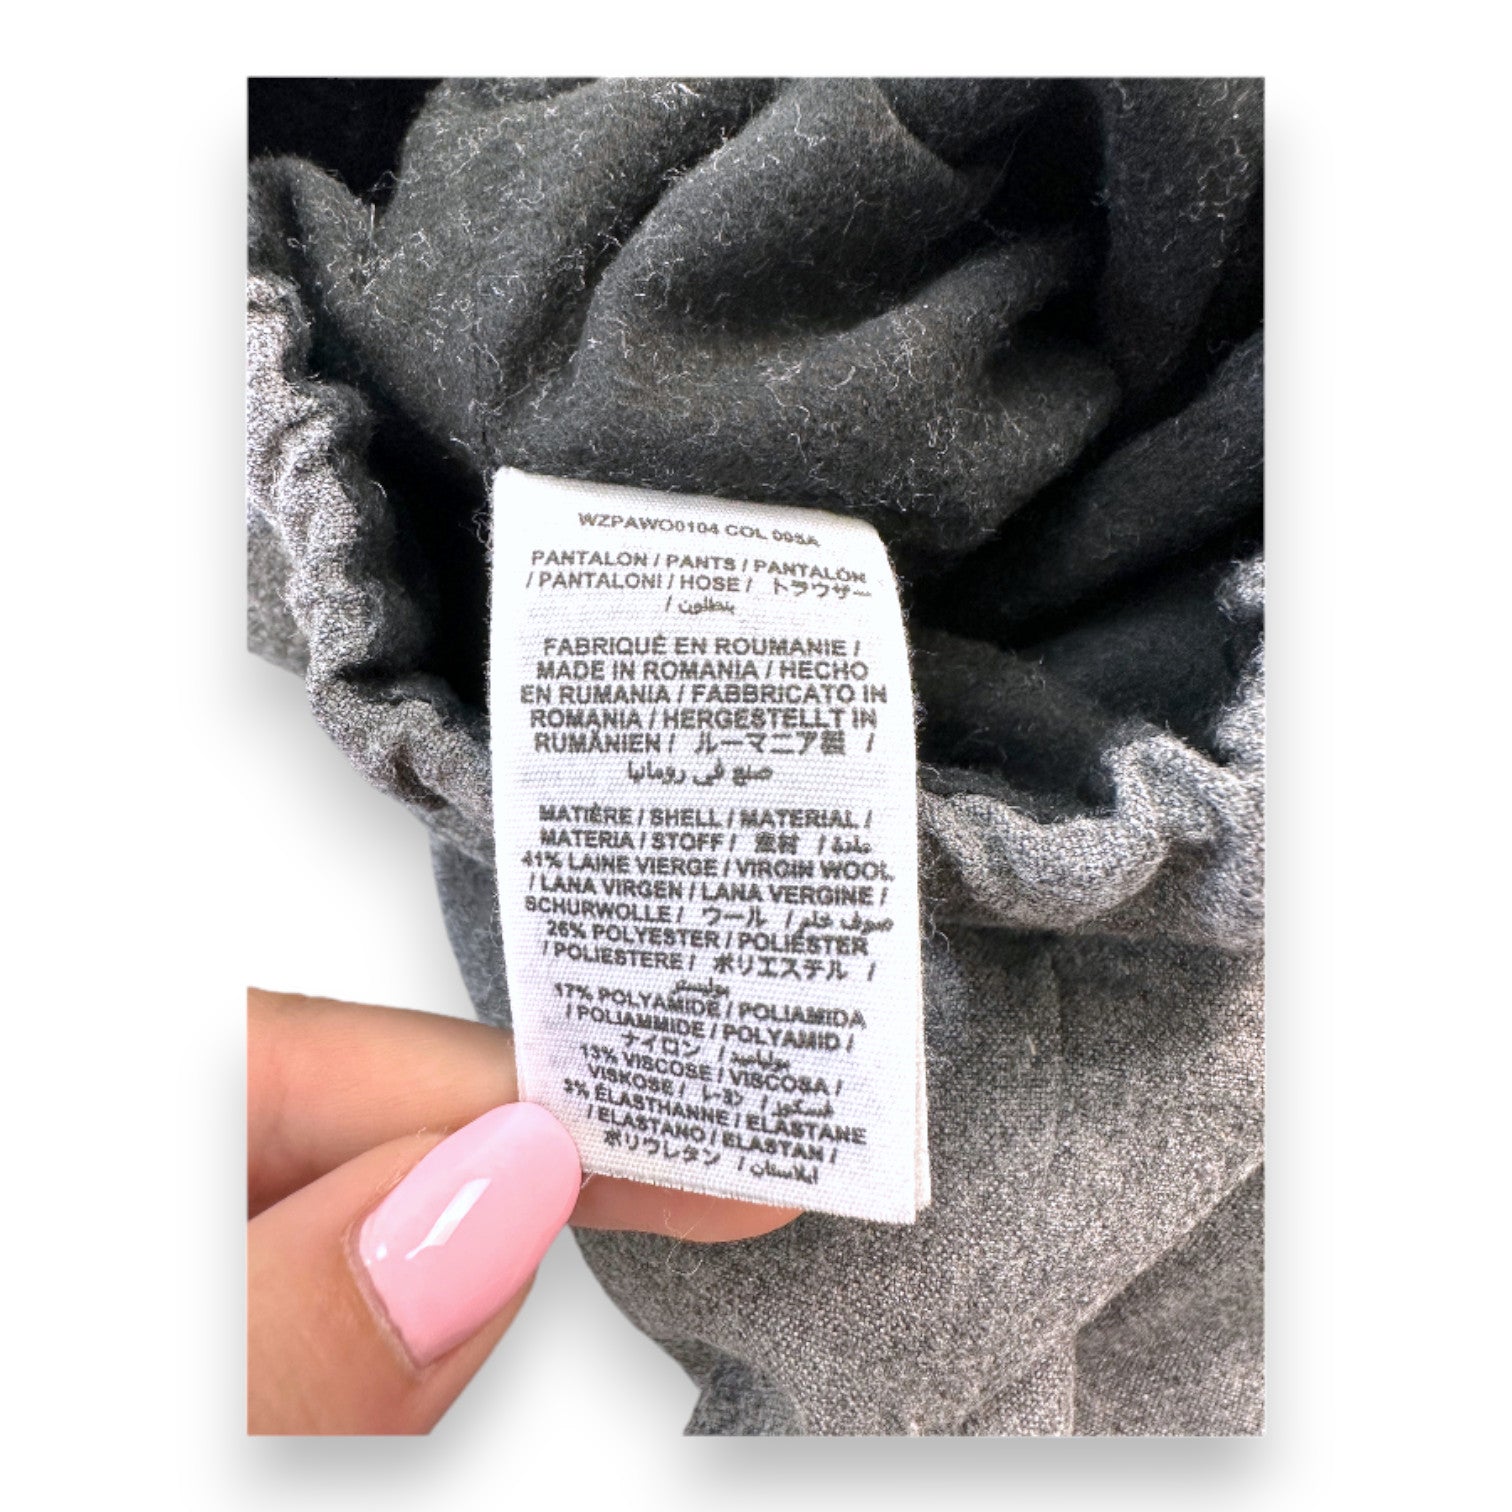 WZPAWO0104 COL 09SA
PANTALON / PANTS / PANTALÓN
/ PANTALONI / HOSE / トラウザー
/ بنطلون
FABRIQUÉ EN ROUMANIE /
MADE IN ROMANIA / HECHO
EN RUMANIA / FABBRICATO IN
ROMANIA / HERGESTELLT IN
RUMÄNIEN / ルーマニア製 /
صنع في رومانيا
MATIÈRE / SHELL / MATERIAL /
MATERIA / STOFF / 素材 / مادة
41% LAINE VIERGE / VIRGIN WOOL
/ LANA VIRGEN / LANA VERGINE /
SCHURWOLLE / ウール / صوف خام
26% POLYESTER / POLIÉSTER
/ POLIESTERE / ポリエステル /
بوليستر
17% POLYAMIDE / POLIAMIDA
/ POLIAMMIDE / POLYAMID /
ナイロン / بولياميد
13% VISCOSE / VISCOSA /
VISKOSE / レーヨン / فسكوز
3% ÉLASTHANNE / ELASTANE
/ ELASTANO / ELASTAN /
ポリウレタン / ايلاستان